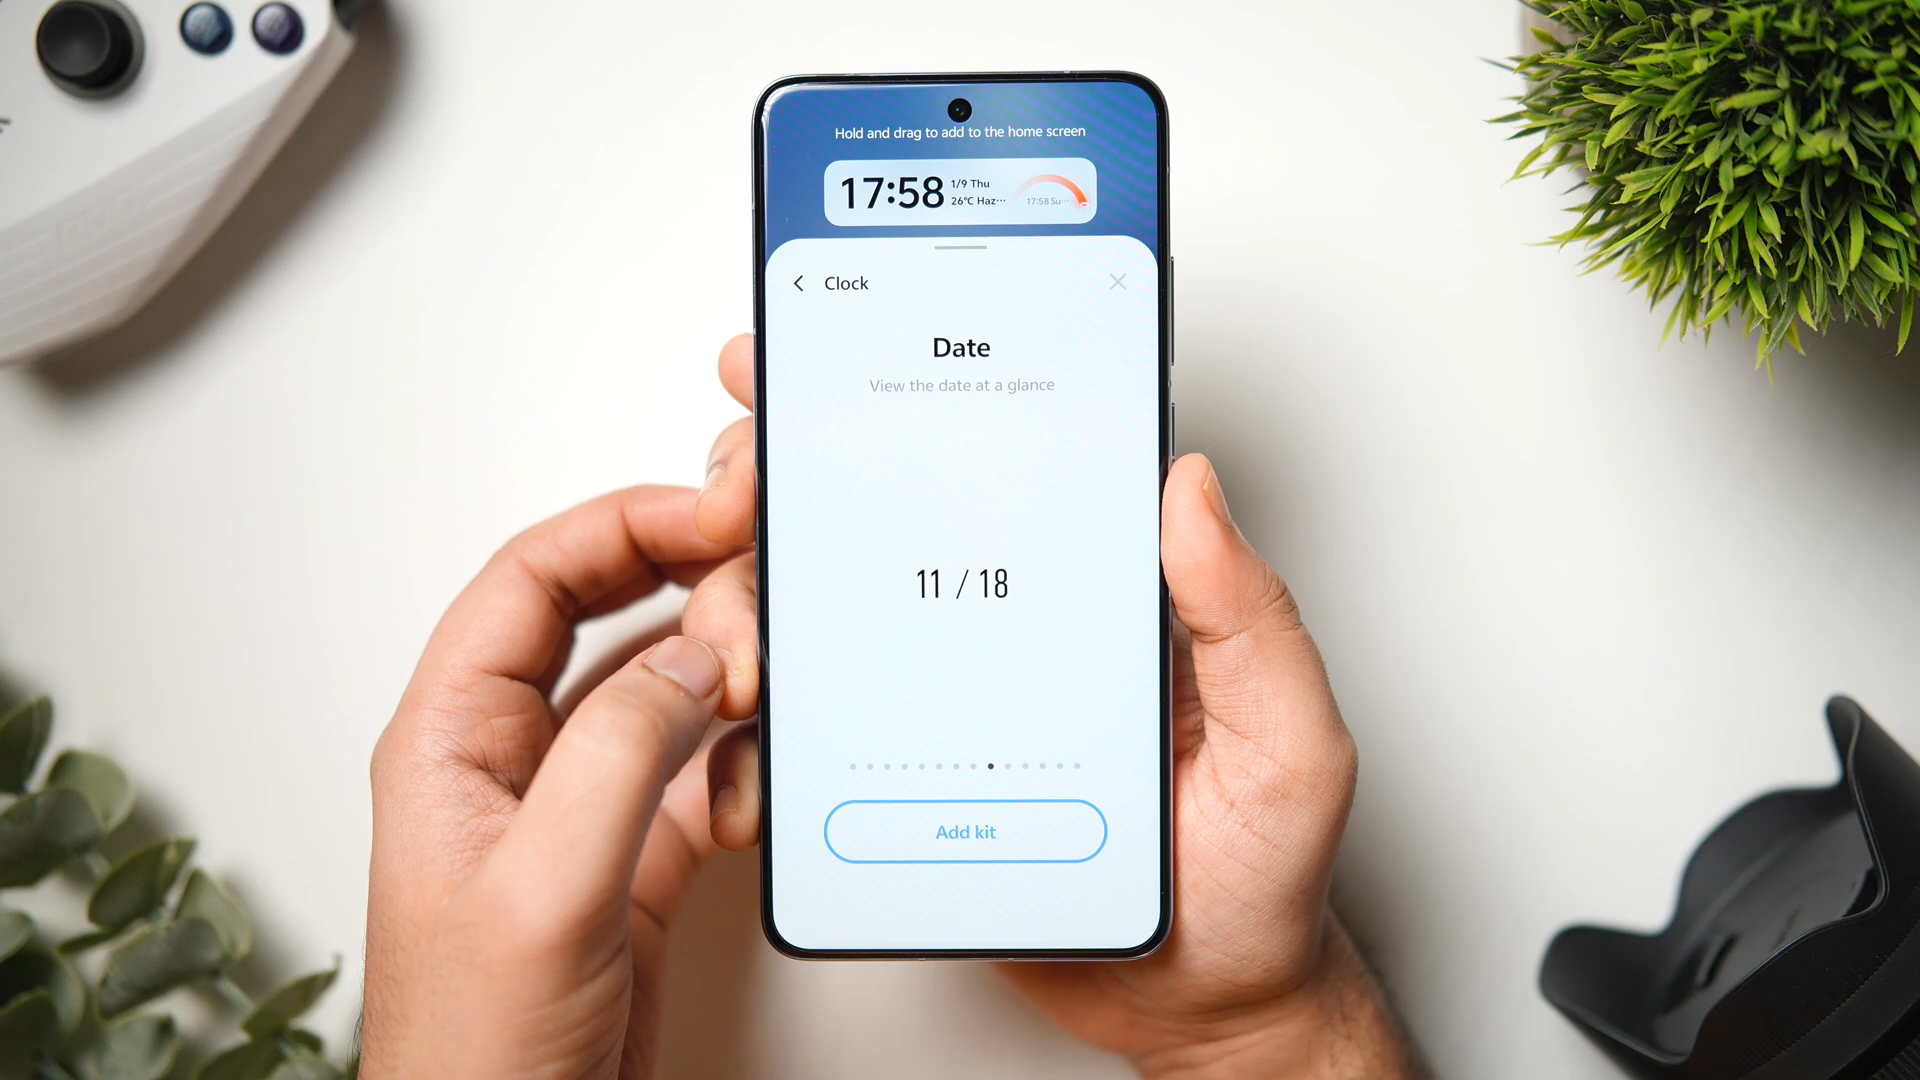 Hold and drag to add to the home screen
17:58
1/9 Thu
26°C Haz...
17:58 Su...
Clock
Date
View the date at a glance
11 / 18
Add kit